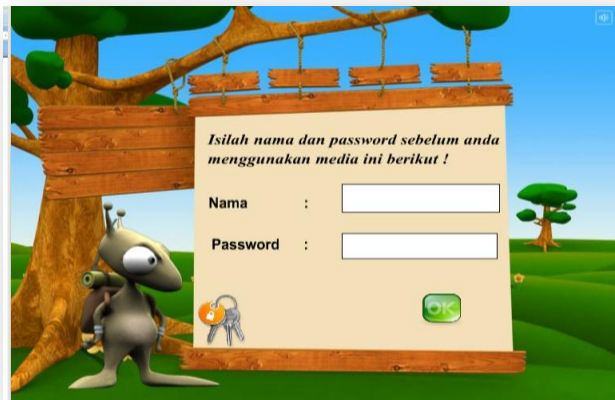 Isilah nama dan password sebelum anda
menggunakan media ini berikut !
Nama :
Password :
OK